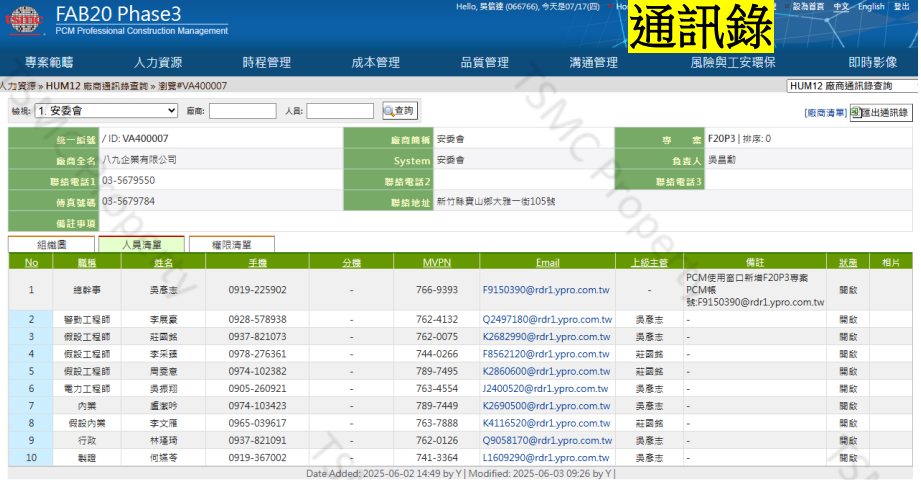 tsmc
FAB20 Phase3
PCM Professional Construction Management
Hello, 吳信達 (066766), 今天是07/17(四)
設為首頁 中文 English 登出
通訊錄
專案範疇 人力資源 時程管理 成本管理 品質管理 溝通管理 風險與工安環保 即時影像
人力資源 » HUM12 廠商通訊錄查詢 » 瀏覽#VA400007
HUM12 廠商通訊錄查詢
檢視: 1. 安委會 廠商: 人員: 查詢
[廠商清單] 匯出通訊錄
統一編號 / ID: VA400007 廠商簡稱 安委會 專 案 F20P3 | 排序: 0
廠商全名 八九企業有限公司 System 安委會 負責人 吳昌勳
聯絡電話1 03-5679550 聯絡電話2 聯絡電話3
傳真號碼 03-5679784 聯絡地址 新竹縣寶山鄉大雅一街105號
備註事項
組織圖 人員清單 權限清單
No 職稱 姓名 手機 分機 MVPN Email 上級主管 備註 狀態 相片
1 總幹事 吳彥志 0919-225902 - 766-9393 F9150390@rdr1.ypro.com.tw - PCM使用窗口新增F20P3專案
PCM帳
號:F9150390@rdr1.ypro.com.tw 開啟
2 警勤工程師 李展豪 0928-578938 - 762-4132 Q2497180@rdr1.ypro.com.tw 吳彥志 - 開啟
3 假設工程師 莊國銘 0937-821073 - 762-0075 K2682990@rdr1.ypro.com.tw 吳彥志 - 開啟
4 假設工程師 李采臻 0978-276361 - 744-0266 F8562120@rdr1.ypro.com.tw 莊國銘 - 開啟
5 假設工程師 周雯意 0974-102382 - 789-7495 K2860600@rdr1.ypro.com.tw 莊國銘 - 開啟
6 電力工程師 吳振翔 0905-260921 - 763-4554 J2400520@rdr1.ypro.com.tw 吳彥志 - 開啟
7 內業 盧潔吟 0974-103423 - 789-7449 K2690500@rdr1.ypro.com.tw 吳彥志 - 開啟
8 假設內業 李文雁 0965-039617 - 763-7888 K4116520@rdr1.ypro.com.tw 莊國銘 - 開啟
9 行政 林瑾琦 0937-821091 - 762-0126 Q9058170@rdr1.ypro.com.tw 吳彥志 - 開啟
10 製證 何媄苓 0919-367002 - 741-3364 L1609290@rdr1.ypro.com.tw 吳彥志 - 開啟
Date Added: 2025-06-02 14:49 by Y | Modified: 2025-06-03 09:26 by Y |
TSMC Property